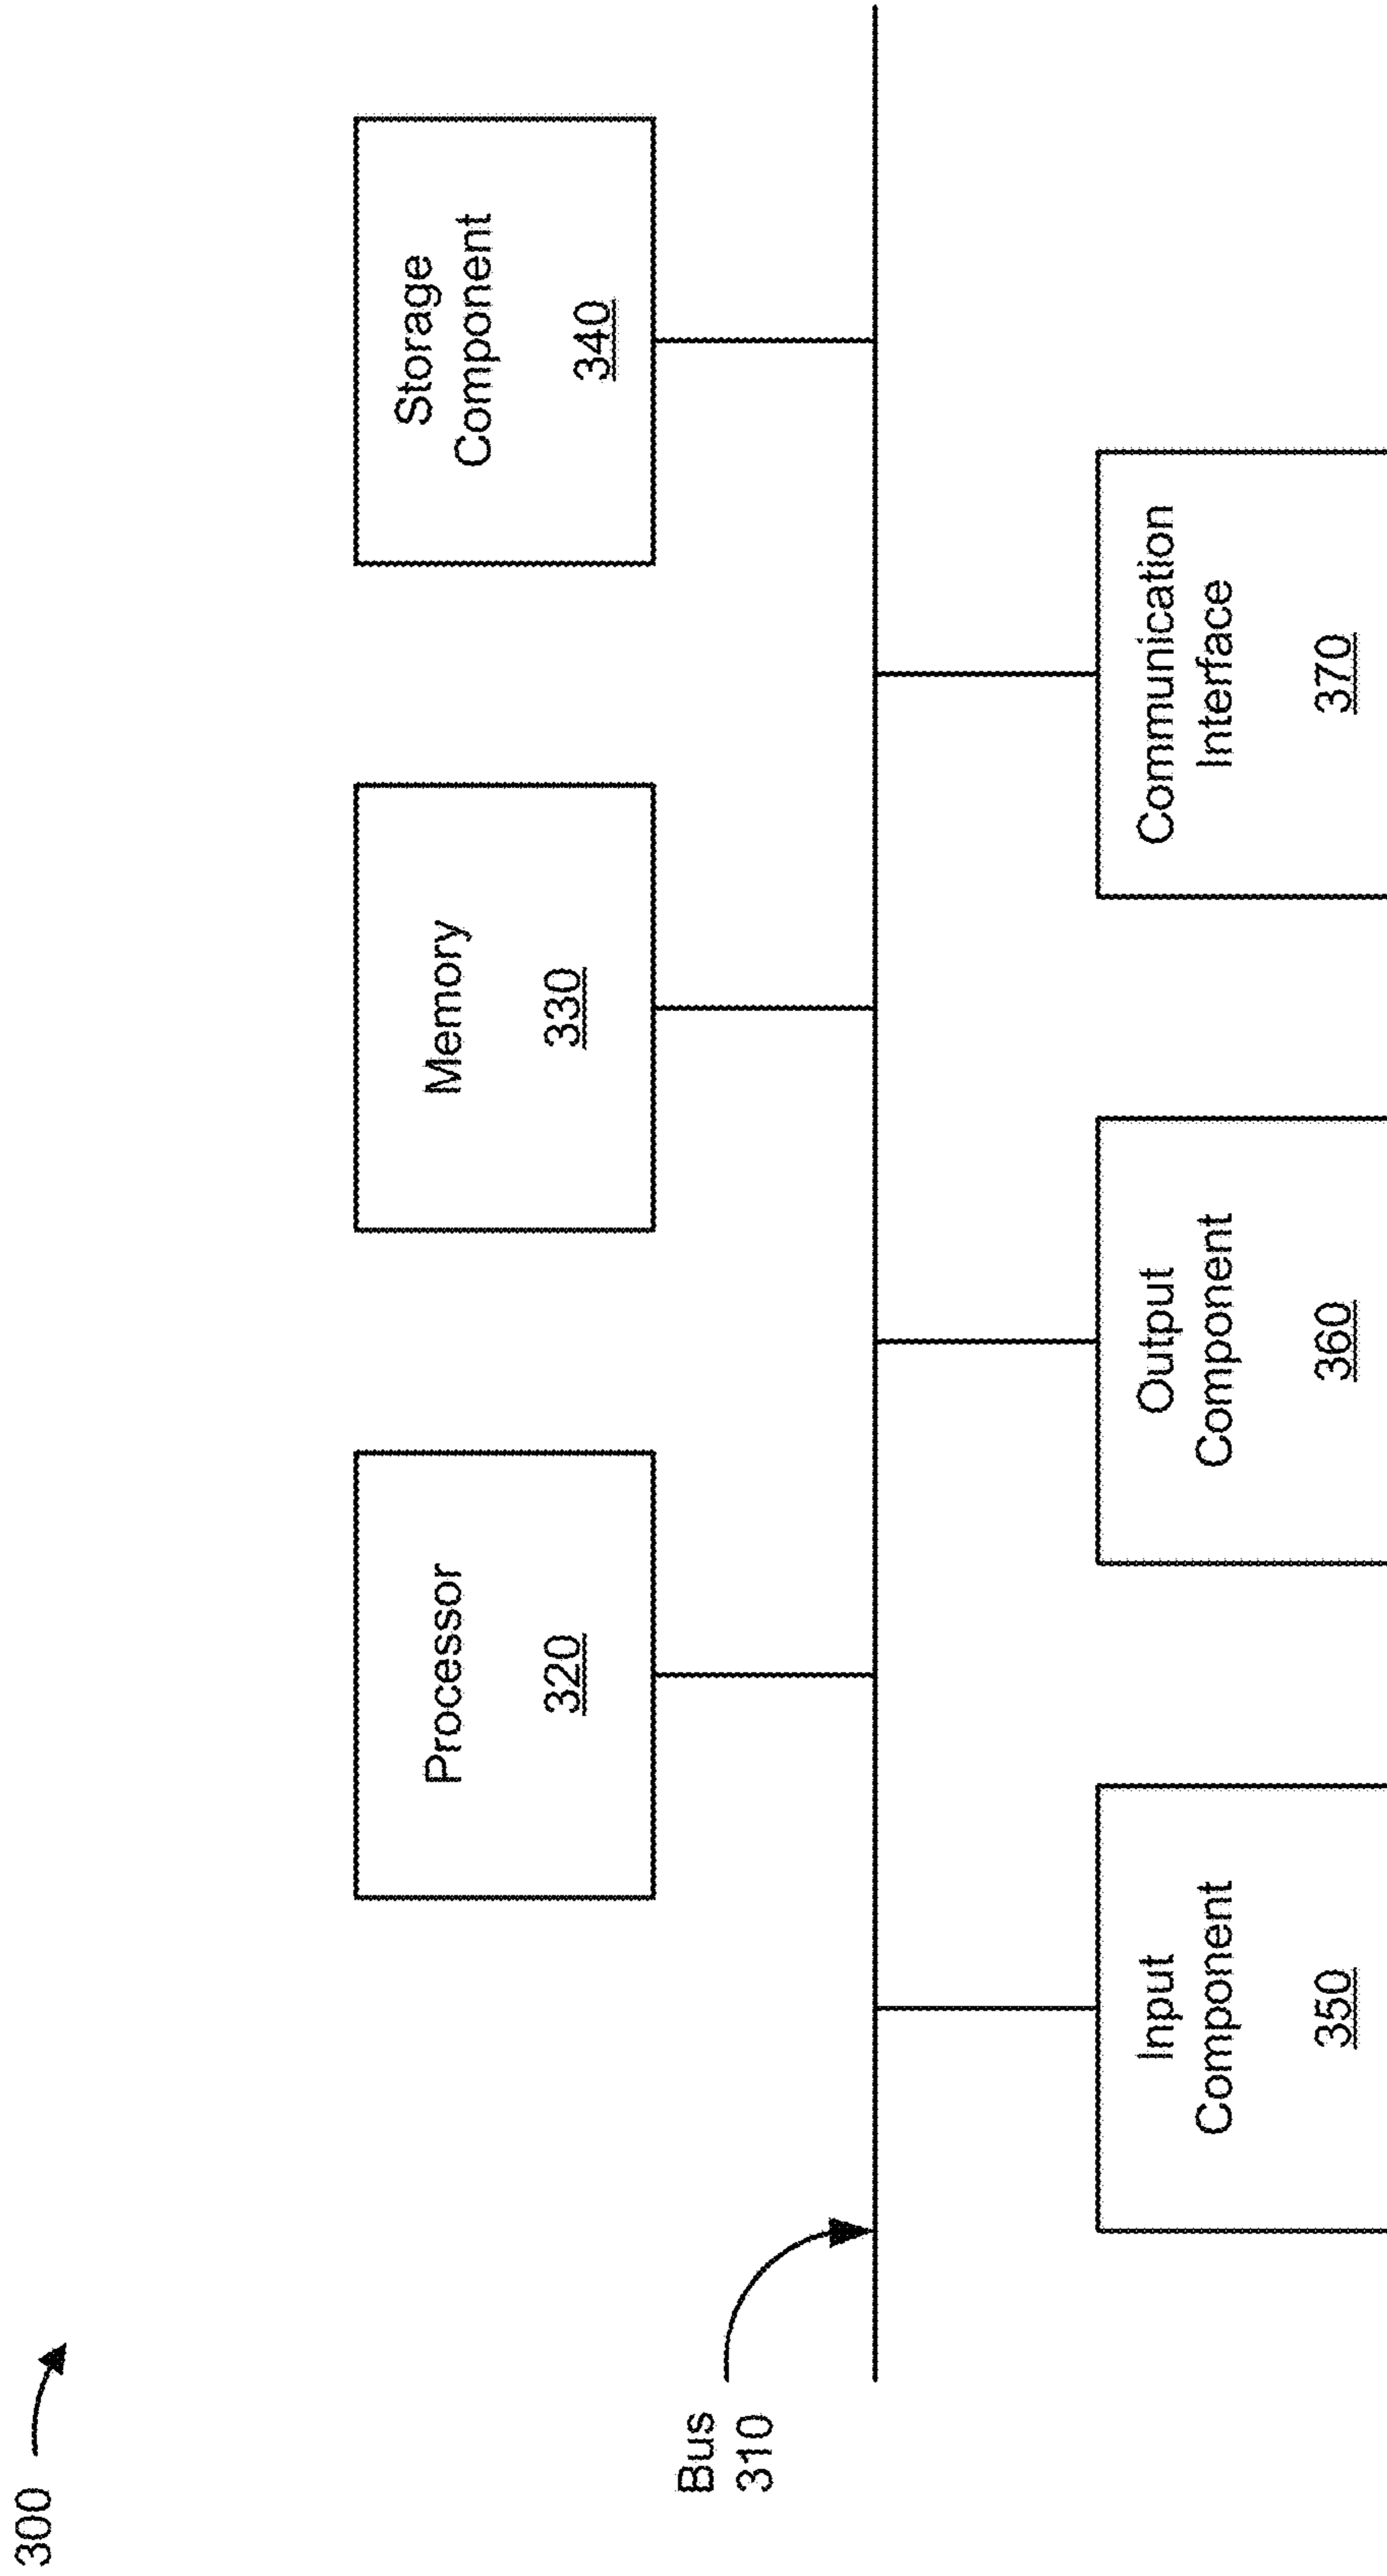 300
Bus
310
Processor
320
Memory
330
Storage
Component
340
Input
Component
350
Output
Component
360
Communication
Interface
370